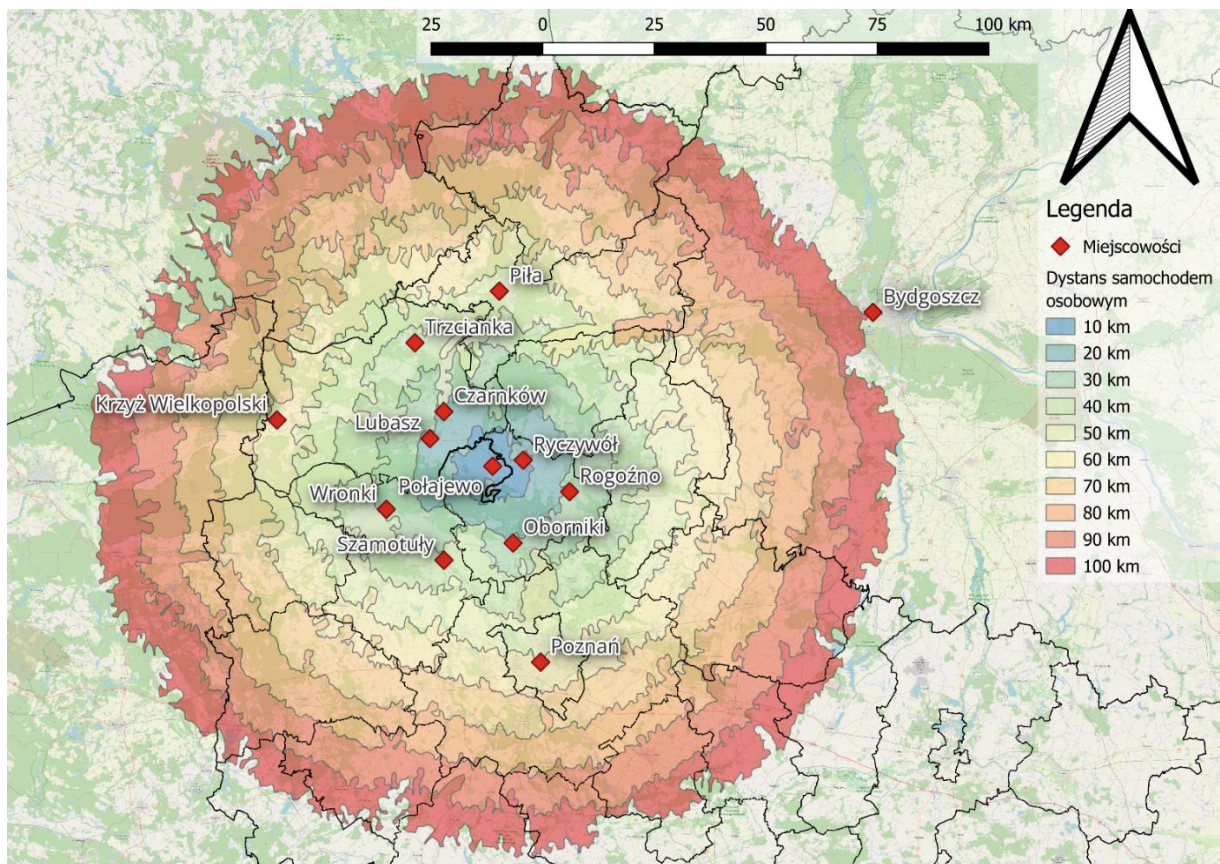 25
0
25
50
75
100 km
Legenda
Miejscowości
Dystans samochodem
osobowym
10 km
20 km
30 km
40 km
50 km
60 km
70 km
80 km
90 km
100 km
Piła
Bydgoszcz
Trzcianka
Czarnków
Krzyż Wielkopolski
Lubasz
Ryczywół
Połajewo
Rogoźno
Wronki
Oborniki
Szamotuły
Poznań